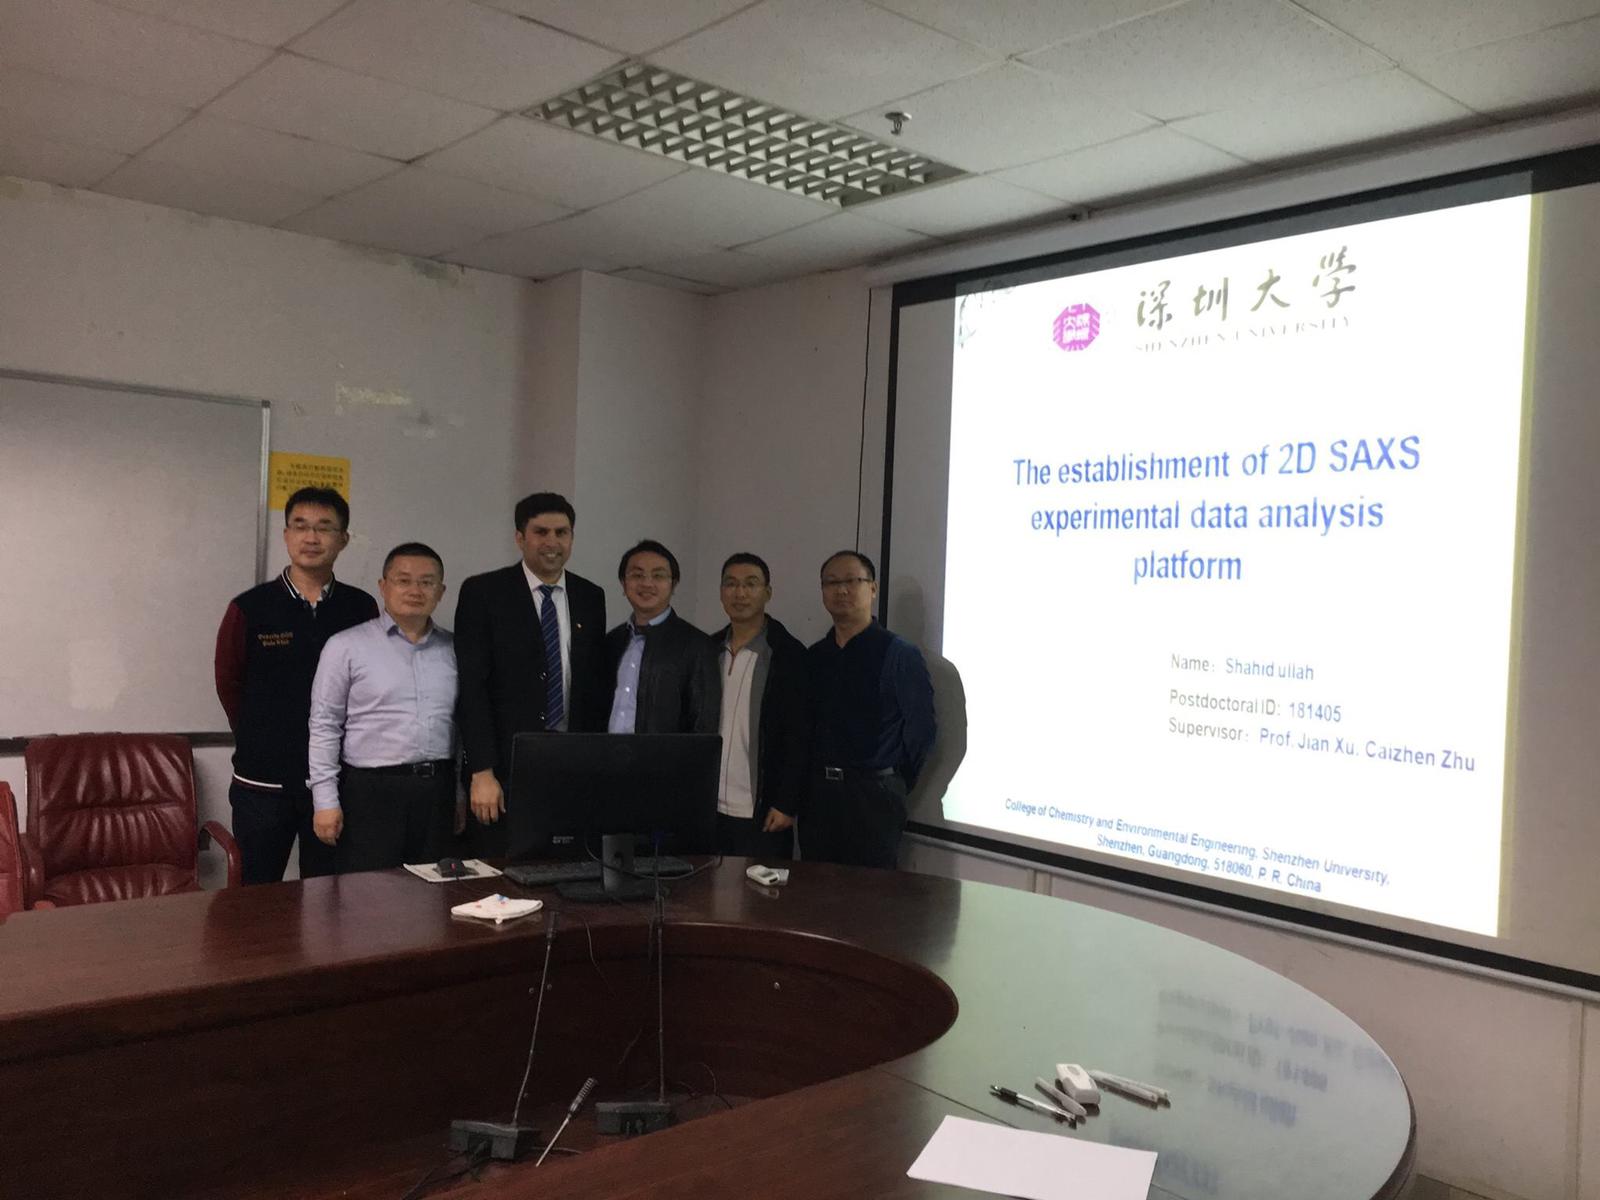 深圳大学
SHENZHEN UNIVERSITY
The establishment of 2D SAXS
experimental data analysis
platform
Name： Shahid ullah
Postdoctoral ID: 181405
Supervisor： Prof. Jian Xu, Caizhen Zhu
College of Chemistry and Environmental Engineering, Shenzhen University,
Shenzhen, Guangdong, 518060, P. R. China